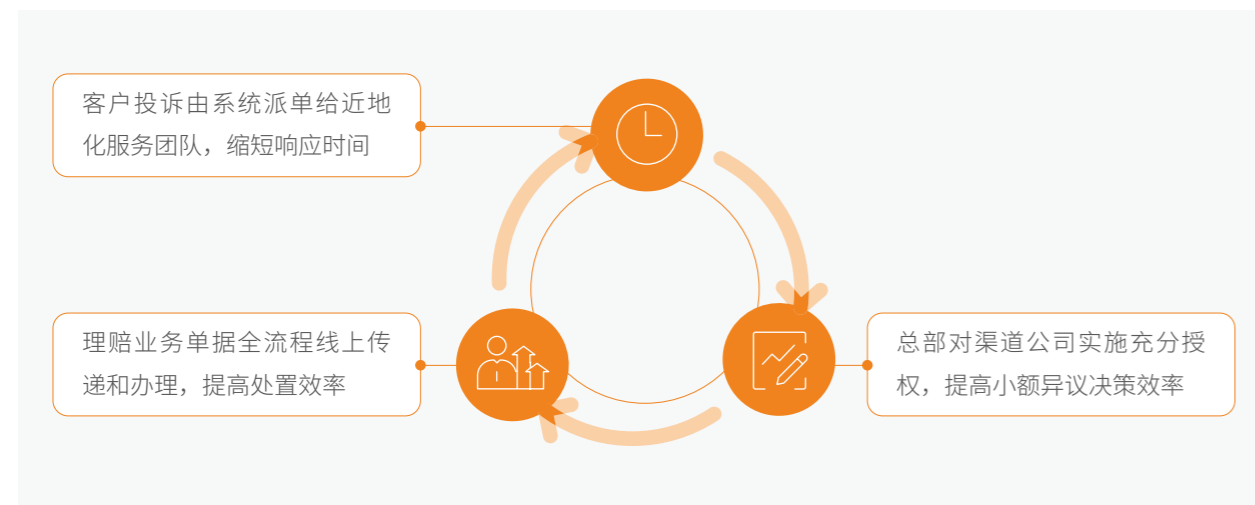 客户投诉由系统派单给近地
化服务团队，缩短响应时间
理赔业务单据全流程线上传
递和办理，提高处置效率
总部对渠道公司实施充分授
权，提高小额异议决策效率